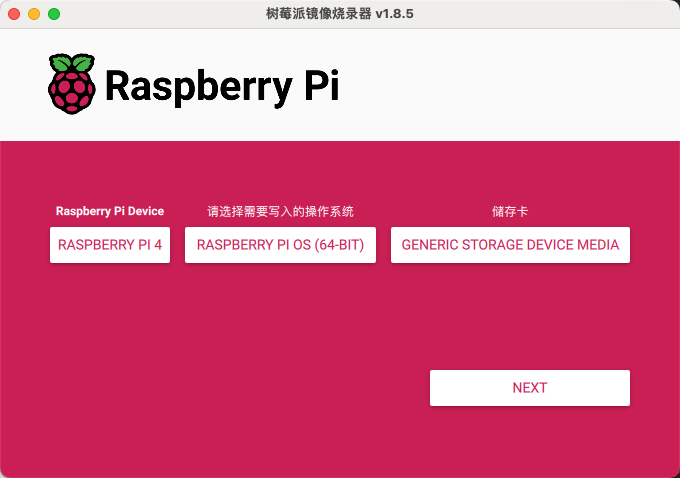 树莓派镜像烧录器 v1.8.5
Raspberry Pi
Raspberry Pi Device
请选择需要写入的操作系统
储存卡
RASPBERRY PI 4
RASPBERRY PI OS (64-BIT)
GENERIC STORAGE DEVICE MEDIA
NEXT